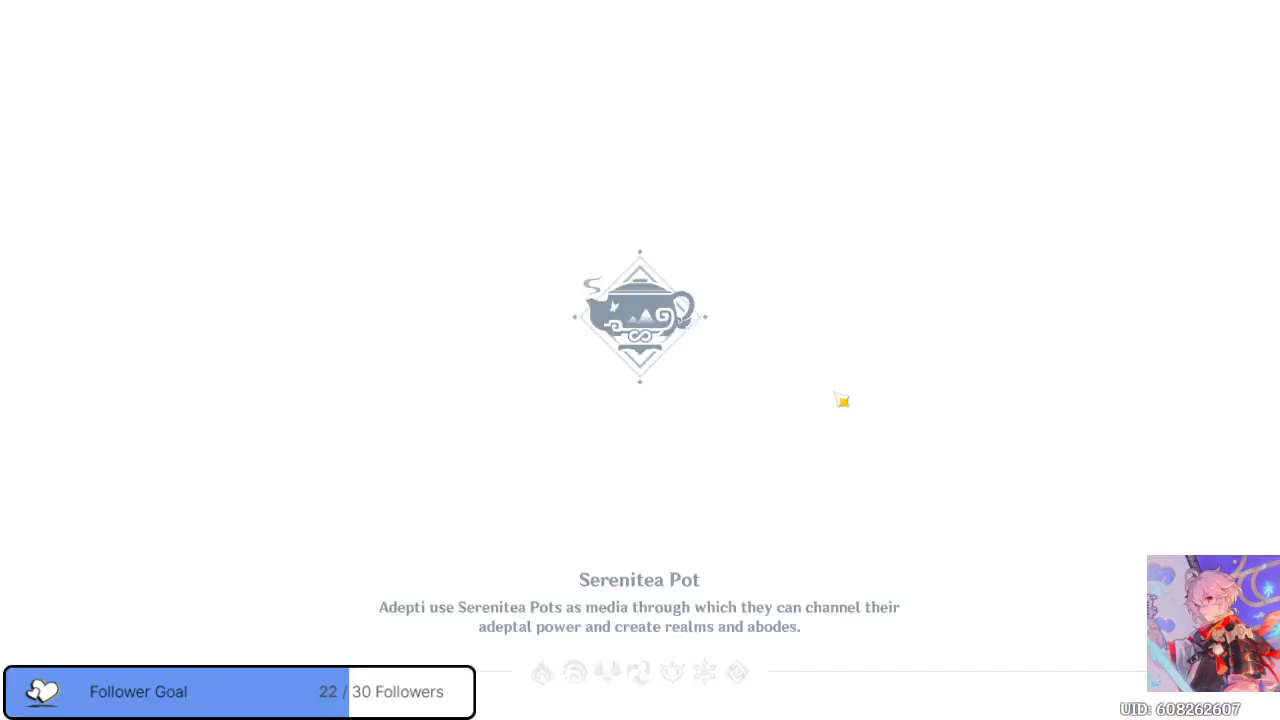 Serenitea Pot
Adepti use Serenitea Pots as media through which they can channel their
adeptal power and create realms and abodes.
Follower Goal 22 / 30 Followers
UID: 608262607